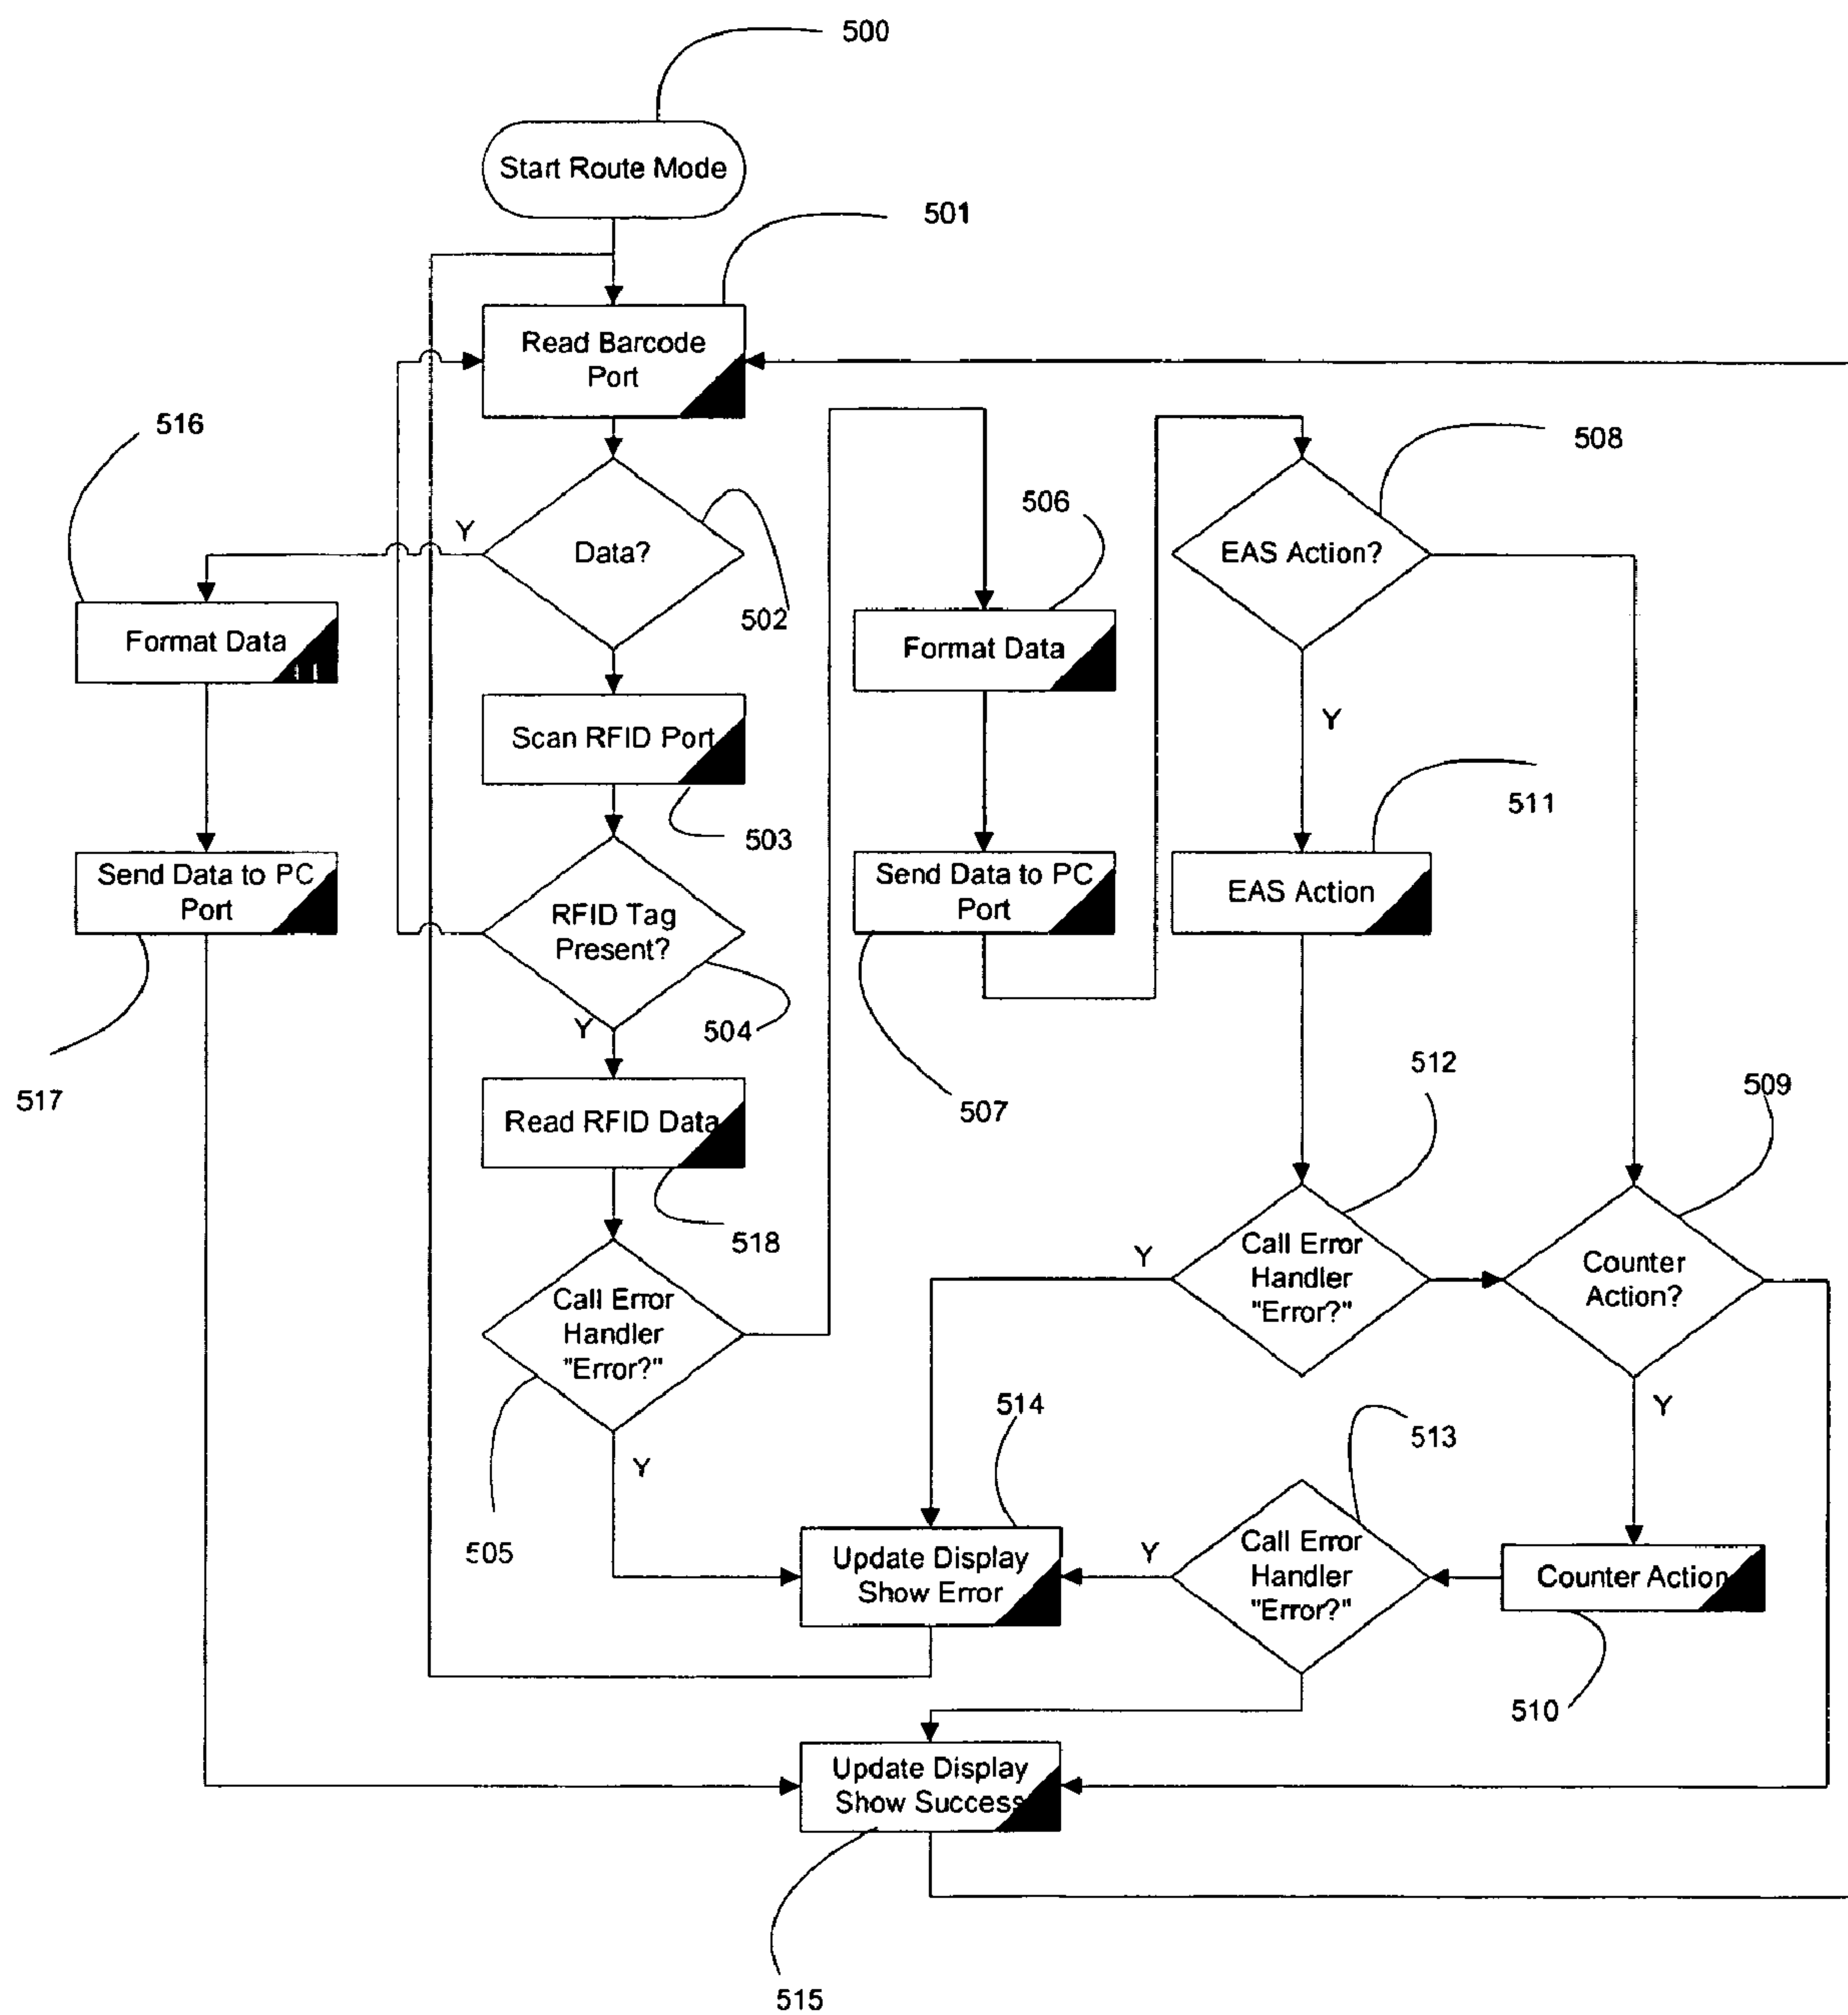 500
Start Route Mode
501
Read Barcode
Port
516
508
506
Y
Data?
EAS Action?
502
Format Data
Format Data
Y
Scan RFID Port
511
503
Send Data to PC
Port
Send Data to PC
Port
EAS Action
RFID Tag
Present?
Y
504
512
509
517
507
Read RFID Data
518
Y
Call Error
Handler
"Error?"
Counter
Action?
Call Error
Handler
"Error?"
514
Y
513
Y
505
Update Display
Show Error
Y
Call Error
Handler
"Error?"
Counter Action
510
Update Display
Show Success
515